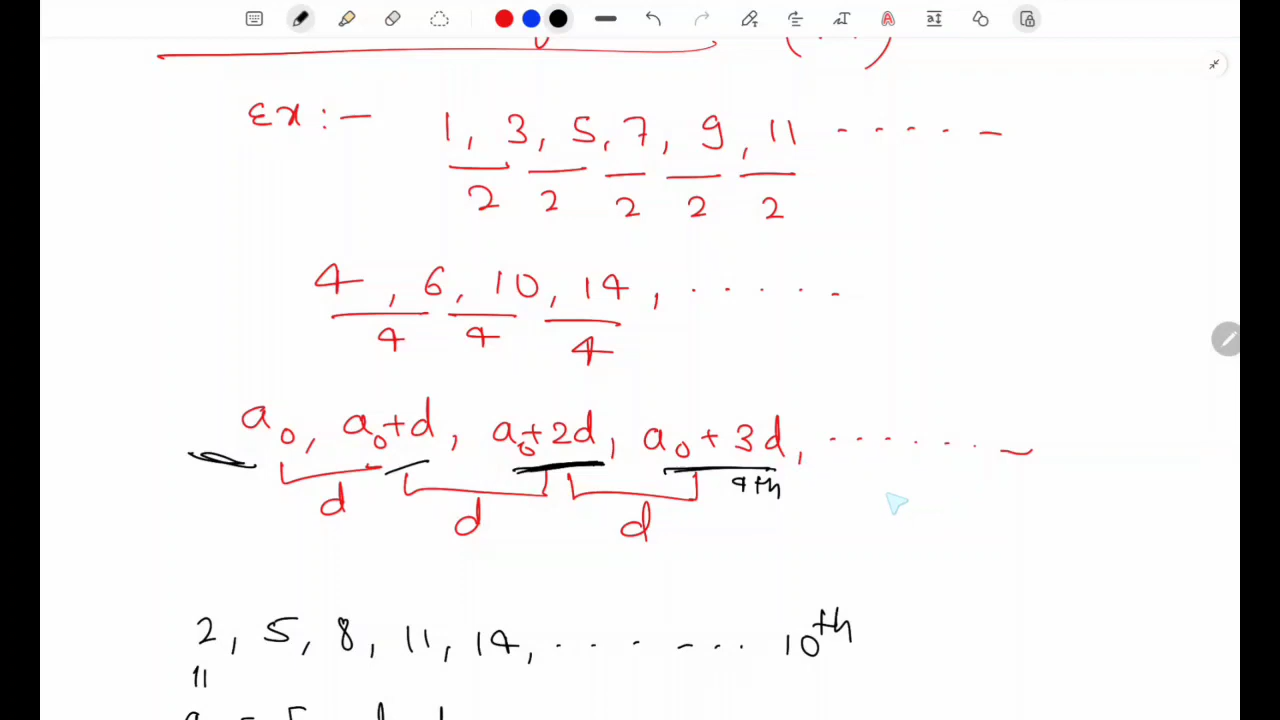 Ex :- 1, 3, 5, 7, 9, 11 .... -
2 2 2 2 2
4, 6, 10, 14, .....
4 4 4
a₀, a₀+d, a₀+2d, a₀+3d, .......
4th
d d d
2, 5, 8, 11, 14, ....... 10th
11